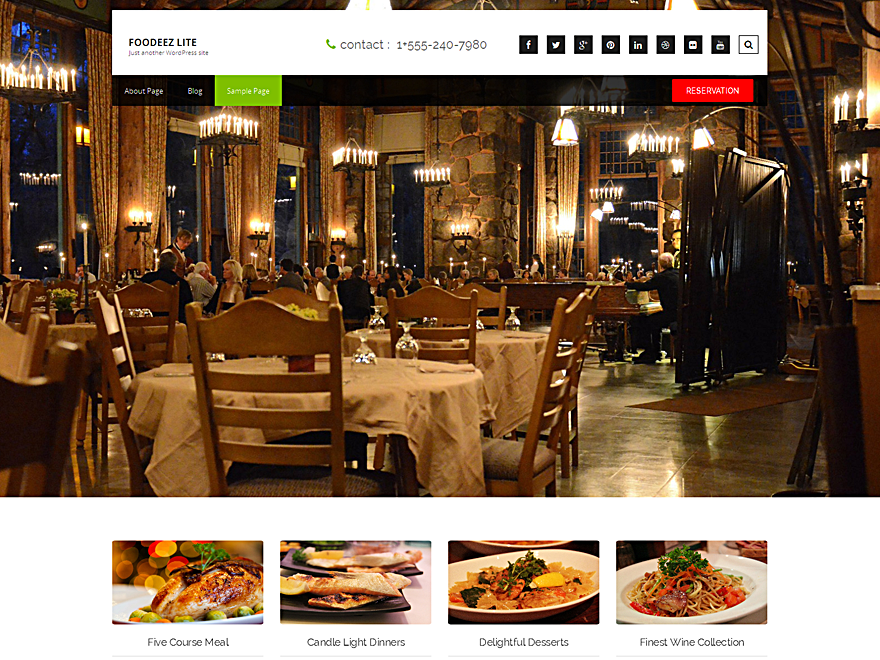 FOODEEZ LITE
Just another WordPress site
contact : 1+555-240-7980
About Page Blog Sample Page
RESERVATION
Five Course Meal
Candle Light Dinners
Delightful Desserts
Finest Wine Collection